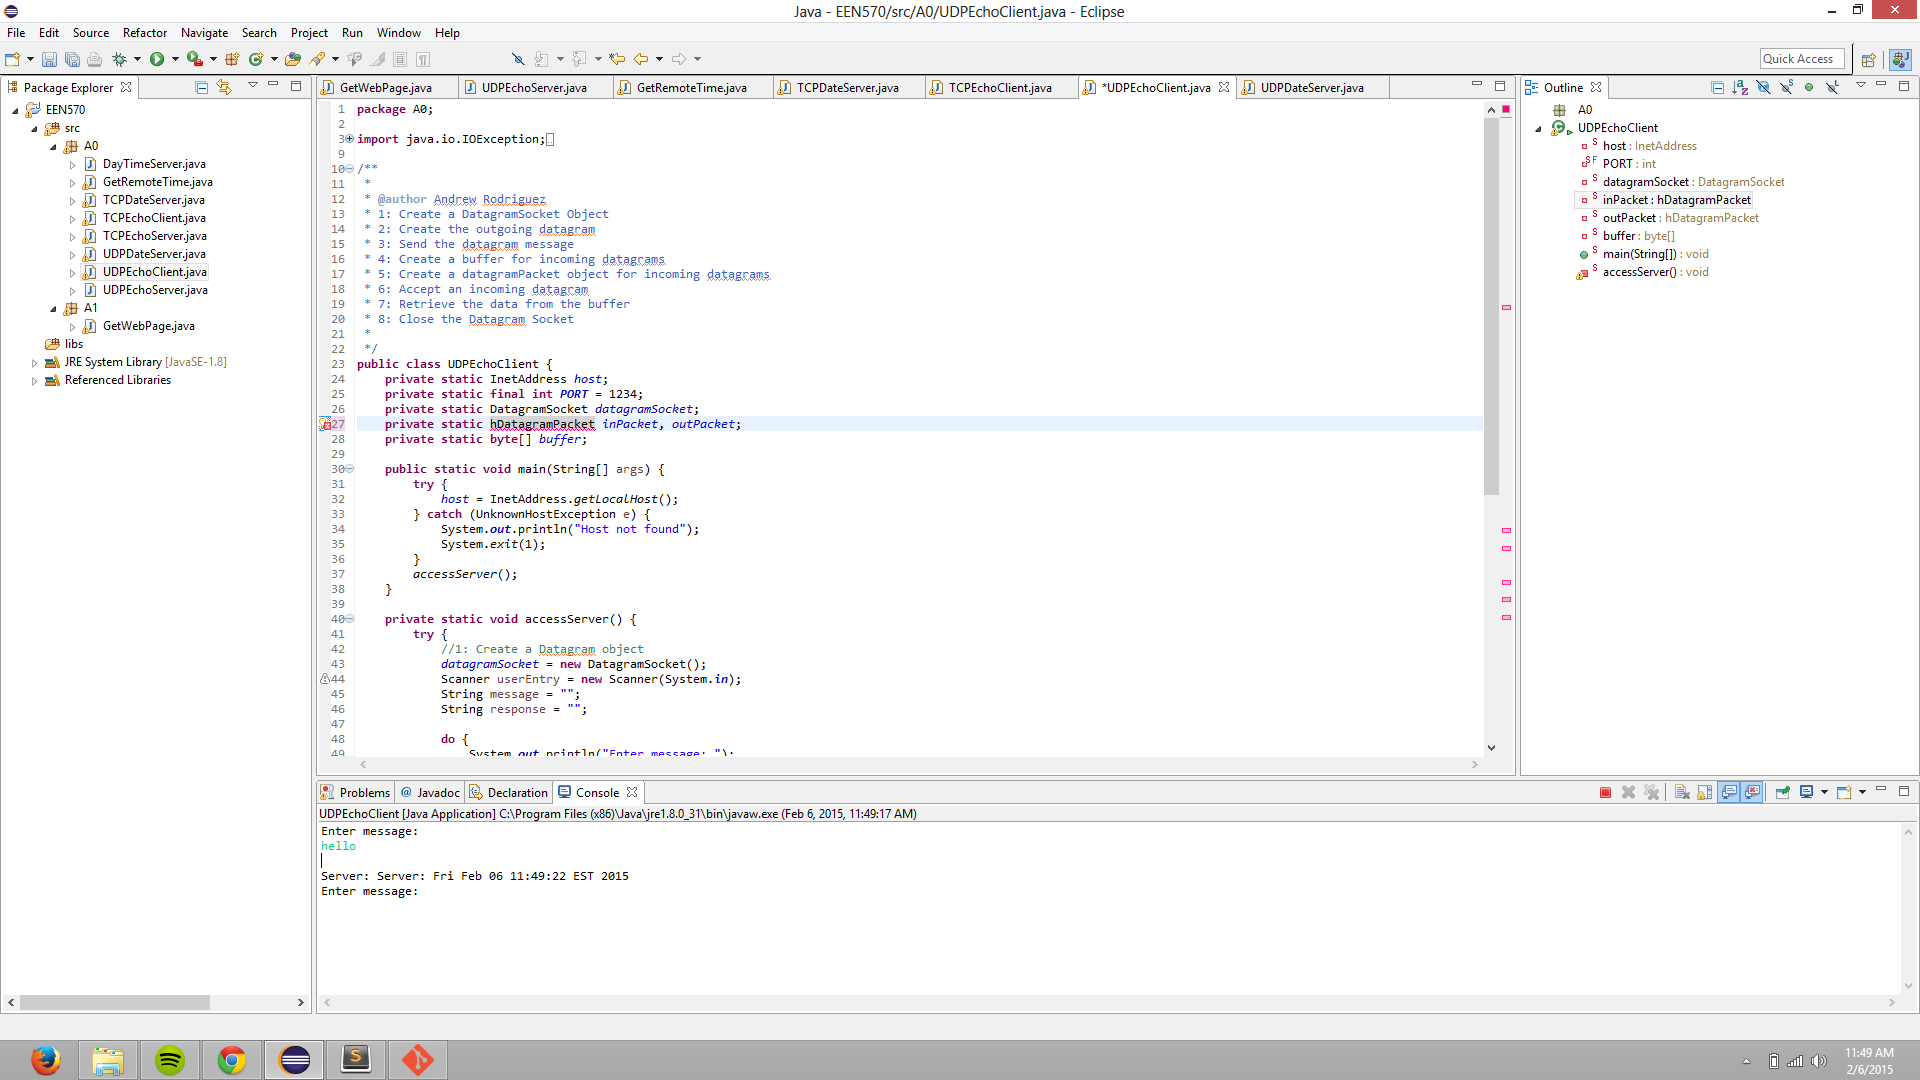 Java - EEN570/src/A0/UDPEchoClient.java - Eclipse
File Edit Source Refactor Navigate Search Project Run Window Help
Quick Access
Package Explorer
EEN570
src
A0
DayTimeServer.java
GetRemoteTime.java
TCPDateServer.java
TCPEchoClient.java
TCPEchoServer.java
UDPDateServer.java
UDPEchoClient.java
UDPEchoServer.java
A1
GetWebPage.java
libs
JRE System Library [JavaSE-1.8]
Referenced Libraries
GetWebPage.java UDPEchoServer.java GetRemoteTime.java TCPDateServer.java TCPEchoClient.java *UDPEchoClient.java UDPDateServer.java
1 package A0;
2
3 import java.io.IOException;
9
10 /**
11 *
12 * @author Andrew Rodriguez
13 * 1: Create a DatagramSocket Object
14 * 2: Create the outgoing datagram
15 * 3: Send the datagram message
16 * 4: Create a buffer for incoming datagrams
17 * 5: Create a datagramPacket object for incoming datagrams
18 * 6: Accept an incoming datagram
19 * 7: Retrieve the data from the buffer
20 * 8: Close the Datagram Socket
21 *
22 */
23 public class UDPEchoClient {
24 private static InetAddress host;
25 private static final int PORT = 1234;
26 private static DatagramSocket datagramSocket;
27 private static hDatagramPacket inPacket, outPacket;
28 private static byte[] buffer;
29
30 public static void main(String[] args) {
31 try {
32 host = InetAddress.getLocalHost();
33 } catch (UnknownHostException e) {
34 System.out.println("Host not found");
35 System.exit(1);
36 }
37 accessServer();
38 }
39
40 private static void accessServer() {
41 try {
42 //1: Create a Datagram object
43 datagramSocket = new DatagramSocket();
44 Scanner userEntry = new Scanner(System.in);
45 String message = "";
46 String response = "";
47
48 do {
49 System.out.println("Enter message: ");
Outline
A0
UDPEchoClient
host : InetAddress
PORT : int
datagramSocket : DatagramSocket
inPacket : hDatagramPacket
outPacket : hDatagramPacket
buffer : byte[]
main(String[]) : void
accessServer() : void
Problems Javadoc Declaration Console
UDPEchoClient [Java Application] C:\Program Files (x86)\Java\jre1.8.0_31\bin\javaw.exe (Feb 6, 2015, 11:49:17 AM)
Enter message:
hello
Server: Server: Fri Feb 06 11:49:22 EST 2015
Enter message:
11:49 AM
2/6/2015